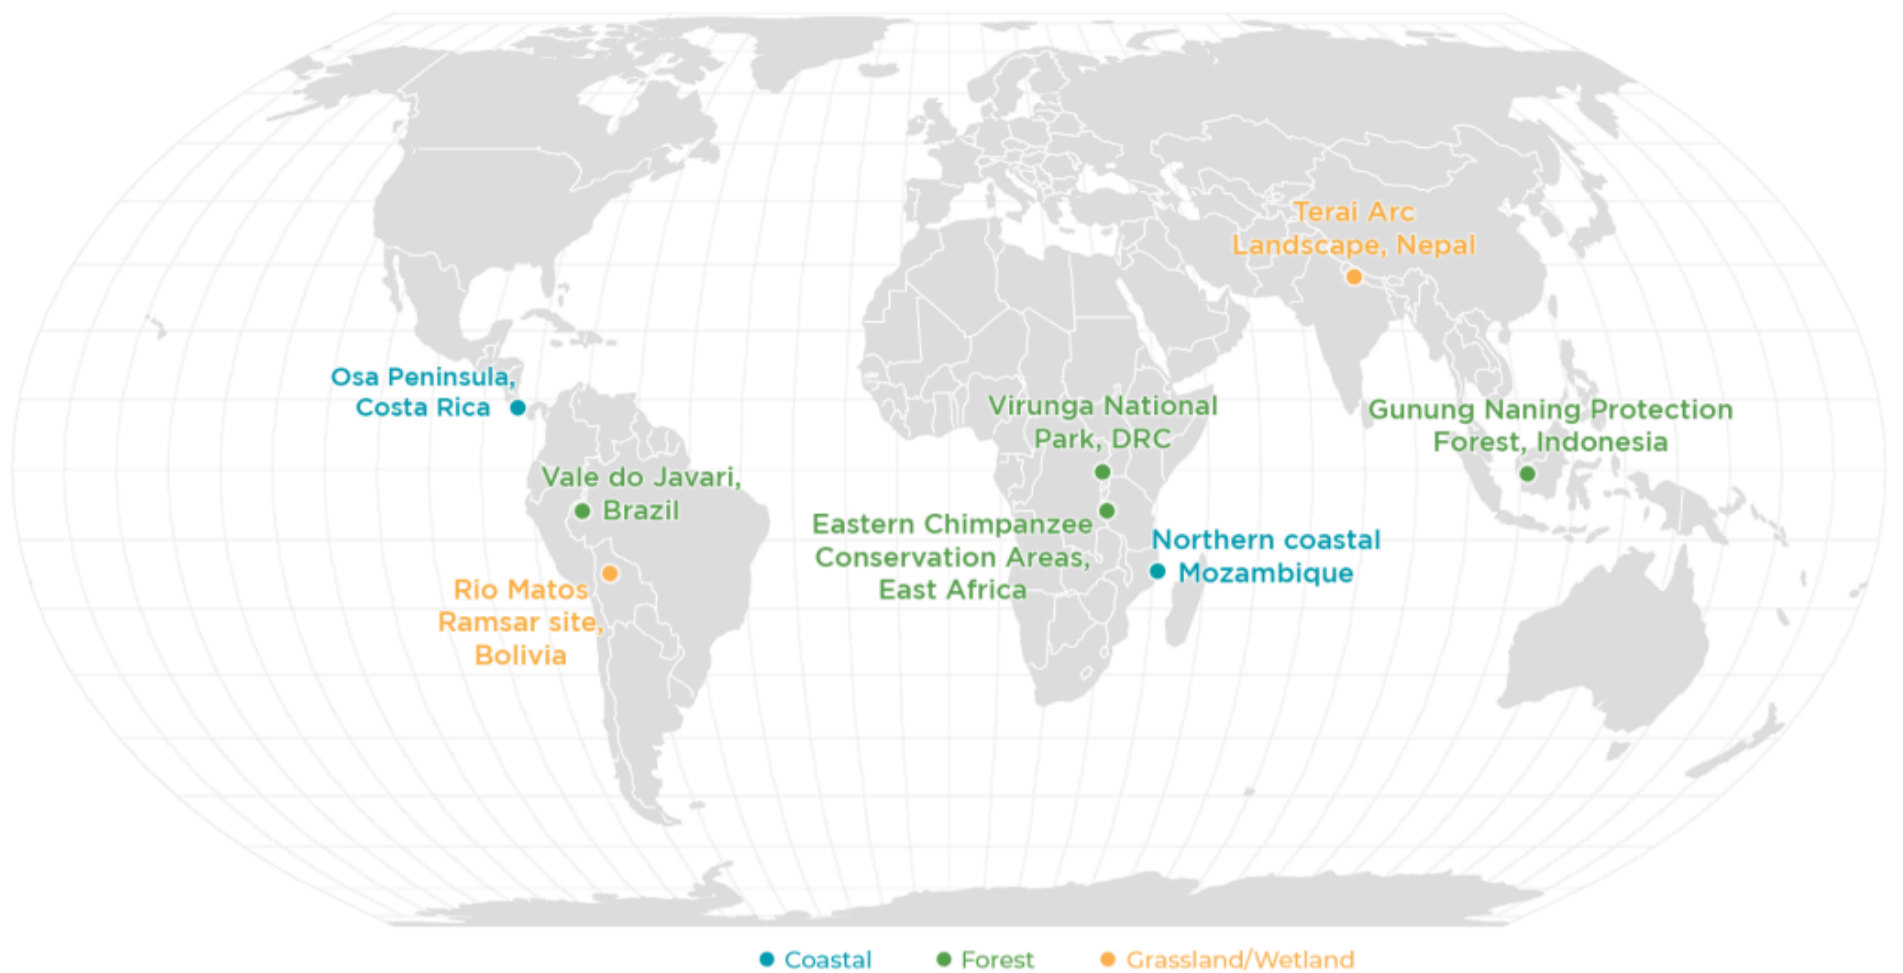 Terai Arc
Landscape, Nepal
Osa Peninsula,
Costa Rica
Virunga National
Park, DRC
Gunung Naning Protection
Forest, Indonesia
Vale do Javari,
Brazil
Eastern Chimpanzee
Conservation Areas,
East Africa
Northern coastal
Mozambique
Rio Matos
Ramsar site,
Bolivia
Coastal
Forest
Grassland/Wetland